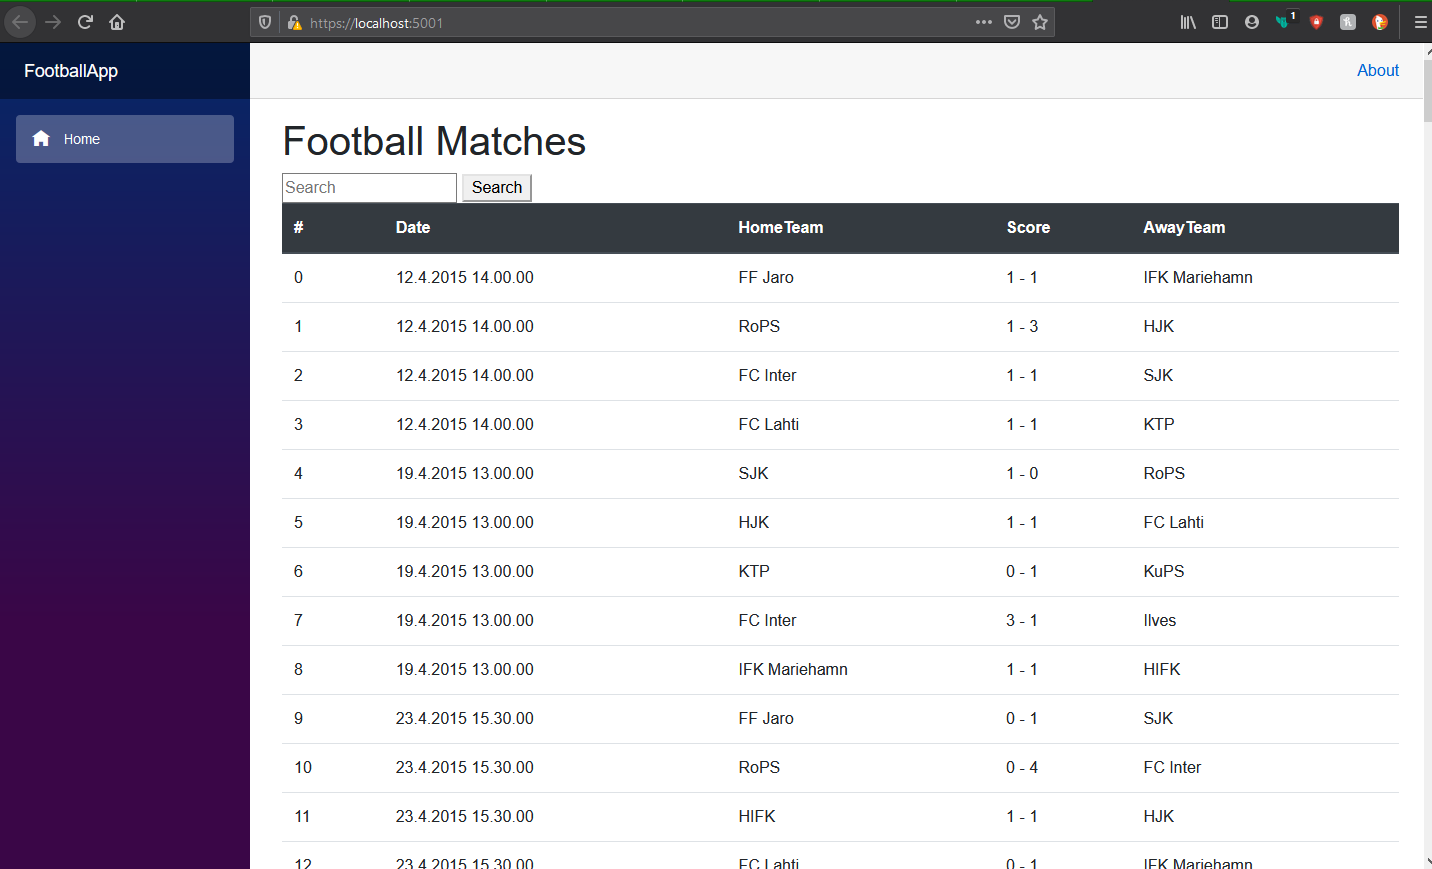 https://localhost:5001
1
FootballApp
About
Home
Football Matches
Search Search
# Date HomeTeam Score AwayTeam
0 12.4.2015 14.00.00 FF Jaro 1 - 1 IFK Mariehamn
1 12.4.2015 14.00.00 RoPS 1 - 3 HJK
2 12.4.2015 14.00.00 FC Inter 1 - 1 SJK
3 12.4.2015 14.00.00 FC Lahti 1 - 1 KTP
4 19.4.2015 13.00.00 SJK 1 - 0 RoPS
5 19.4.2015 13.00.00 HJK 1 - 1 FC Lahti
6 19.4.2015 13.00.00 KTP 0 - 1 KuPS
7 19.4.2015 13.00.00 FC Inter 3 - 1 Ilves
8 19.4.2015 13.00.00 IFK Mariehamn 1 - 1 HIFK
9 23.4.2015 15.30.00 FF Jaro 0 - 1 SJK
10 23.4.2015 15.30.00 RoPS 0 - 4 FC Inter
11 23.4.2015 15.30.00 HIFK 1 - 1 HJK
12 23.4.2015 15.30.00 FC Lahti 0 - 1 IFK Mariehamn